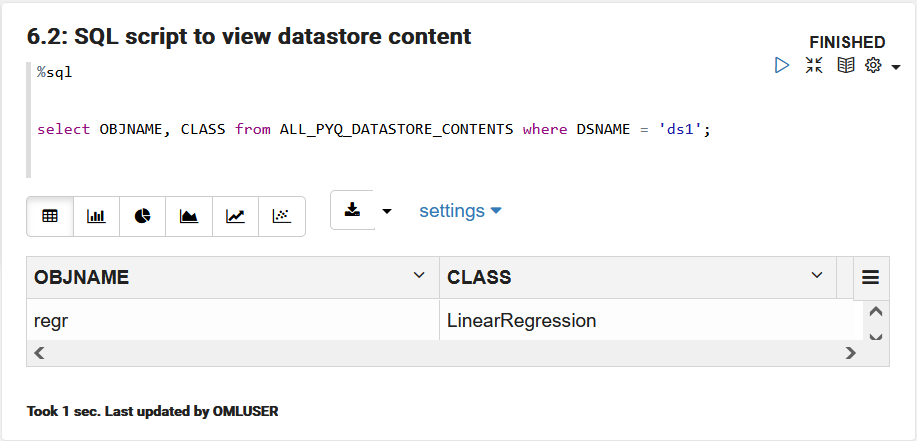 6.2: SQL script to view datastore content
FINISHED
%sql
select OBJNAME, CLASS from ALL_PYQ_DATASTORE_CONTENTS where DSNAME = 'ds1';
settings
OBJNAME CLASS
regr LinearRegression
Took 1 sec. Last updated by OMLUSER